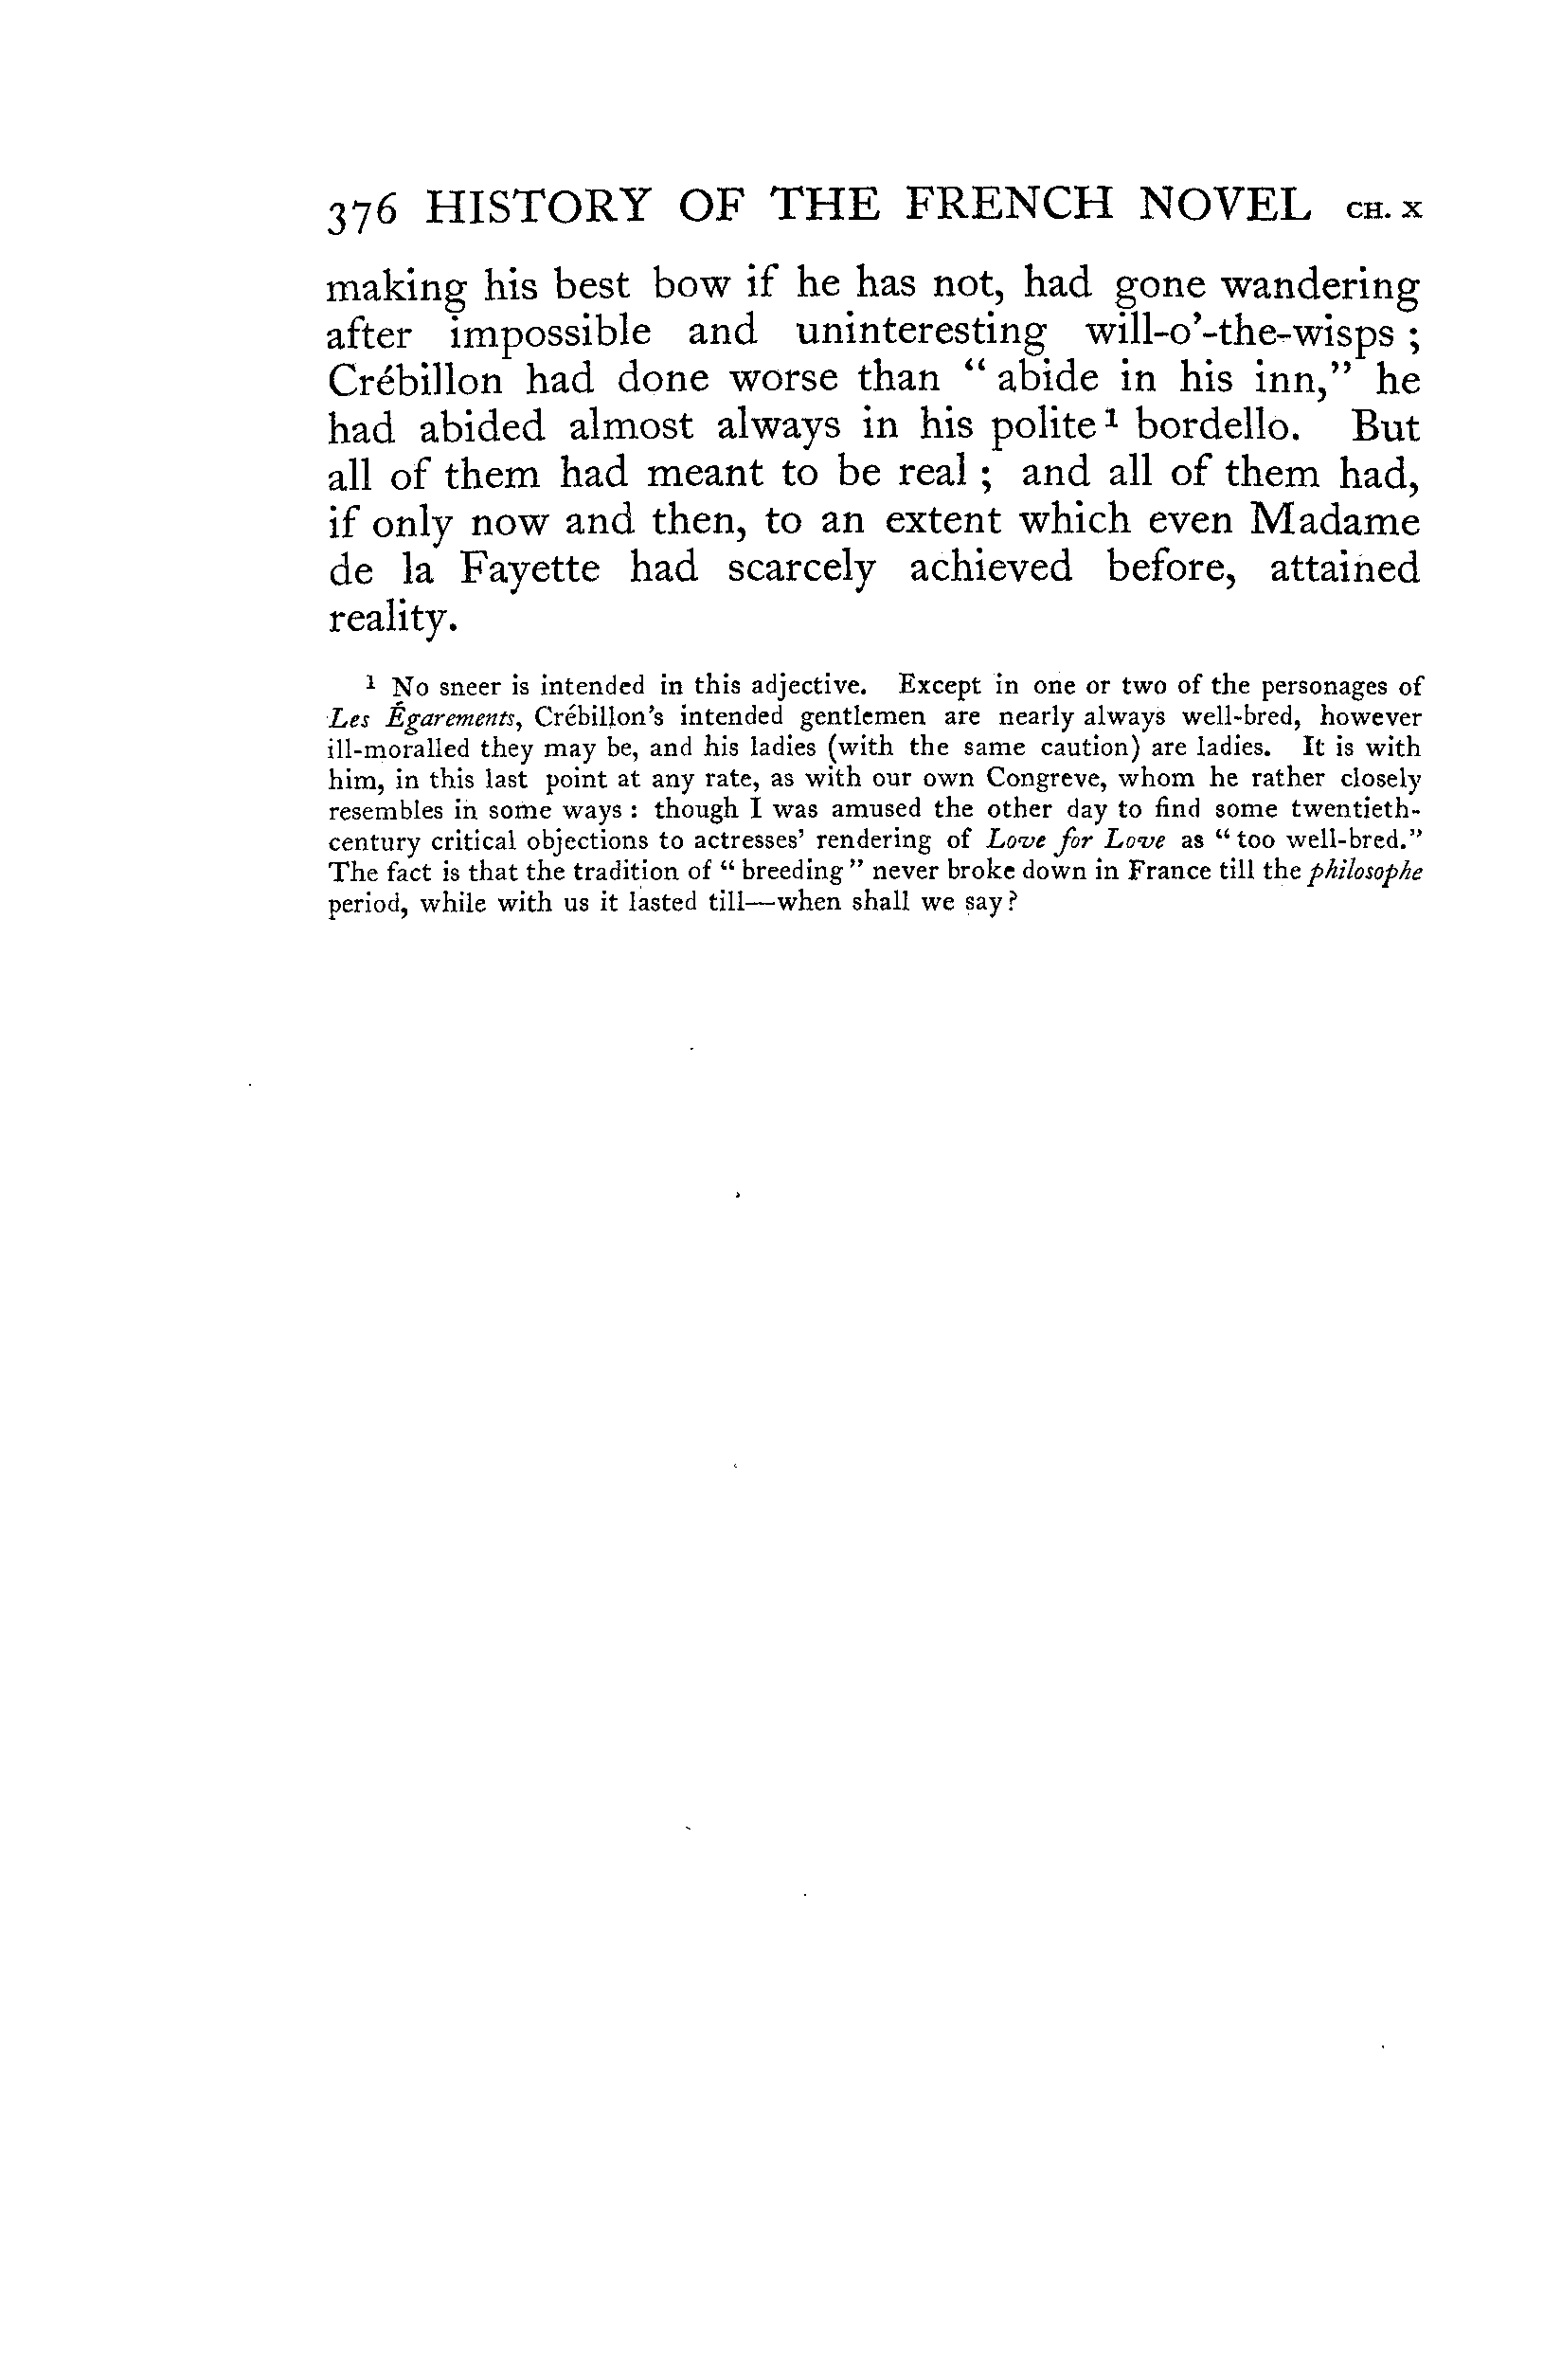 376 HISTORY OF THE FRENCH NOVEL CH. X
making his best bow if he has not, had gone wandering
after impossible and uninteresting will-o'-the-wisps ;
Crébillon had done worse than “ abide in his inn,” he
had abided almost always in his polite ¹ bordello. But
all of them had meant to be real ; and all of them had,
if only now and then, to an extent which even Madame
de la Fayette had scarcely achieved before, attained
reality.
¹ No sneer is intended in this adjective. Except in one or two of the personages of
Les Égarements, Crébillon's intended gentlemen are nearly always well-bred, however
ill-moralled they may be, and his ladies (with the same caution) are ladies. It is with
him, in this last point at any rate, as with our own Congreve, whom he rather closely
resembles in some ways : though I was amused the other day to find some twentieth-
century critical objections to actresses' rendering of Love for Love as “ too well-bred.”
The fact is that the tradition of “ breeding ” never broke down in France till the philosophe
period, while with us it lasted till—when shall we say?